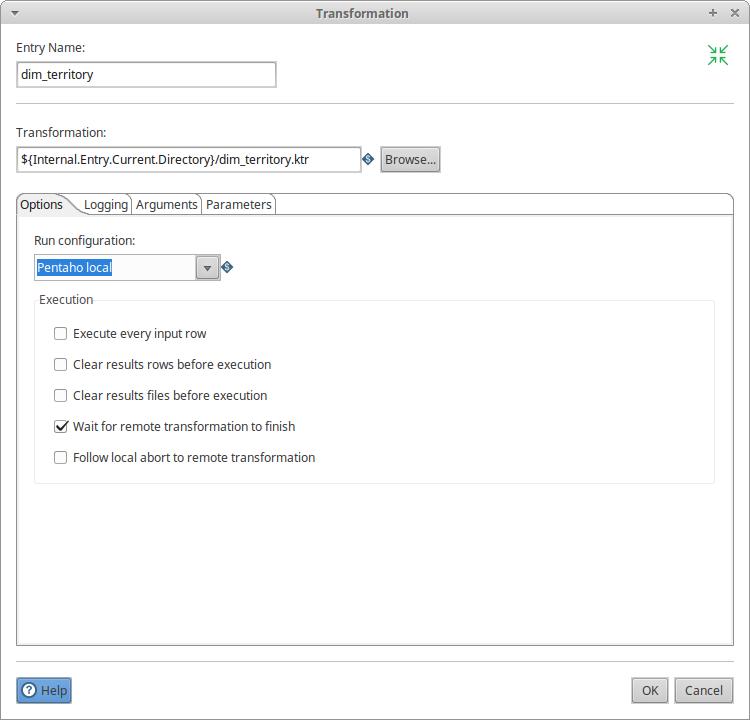 Transformation
Entry Name:
dim_territory
Transformation:
${Internal.Entry.Current.Directory}/dim_territory.ktr
Browse...
Options Logging Arguments Parameters
Run configuration:
Pentaho local
Execution
Execute every input row
Clear results rows before execution
Clear results files before execution
Wait for remote transformation to finish
Follow local abort to remote transformation
Help OK Cancel